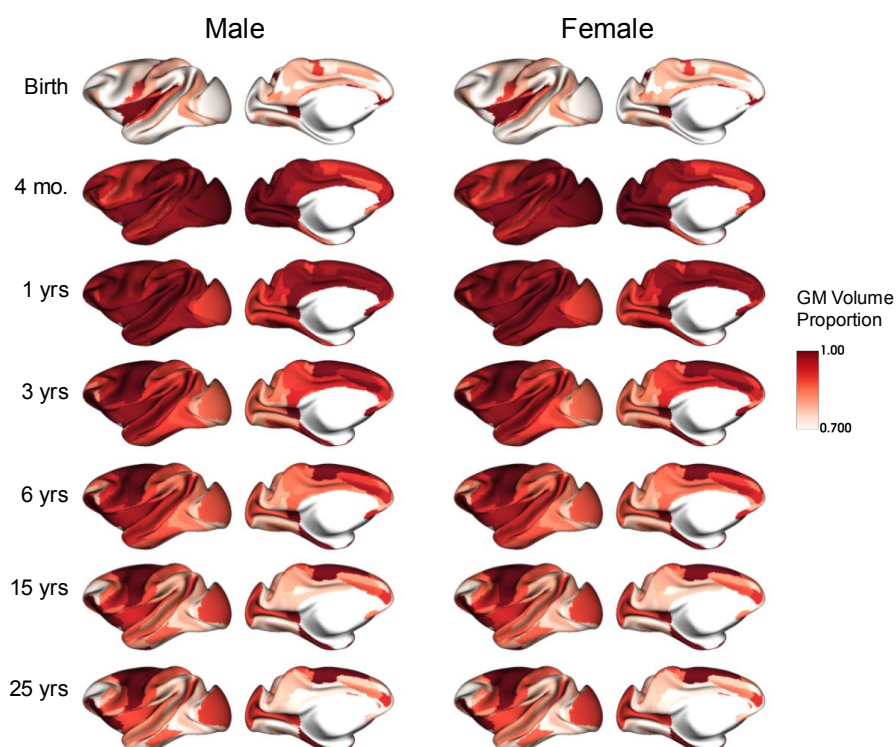 Male Female
Birth
4 mo.
1 yrs
3 yrs
6 yrs
15 yrs
25 yrs
GM Volume
Proportion
1.00
0.700